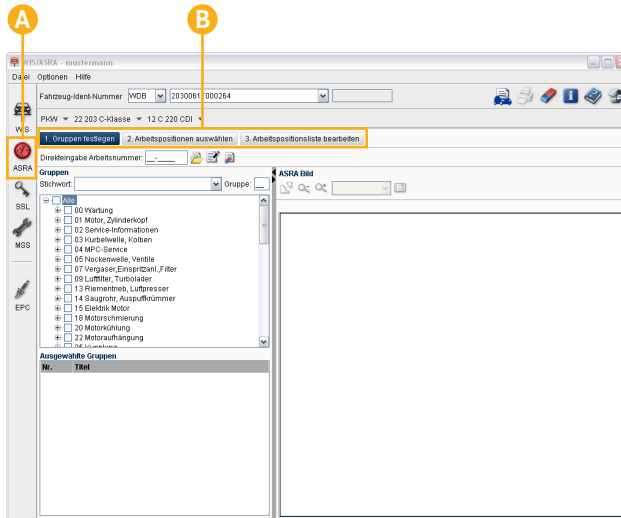 A
B
WIS/ASRA - mustermann
Datei Optionen Hilfe
Fahrzeug-Ident-Nummer WDB
PKW 22 203 C-Klasse 12 C 220 CDI
WIS
1. Gruppen festlegen 2. Arbeitspositionen auswählen 3. Arbeitspositionsliste bearbeiten
Direkteingabe Arbeitsnummer:
ASRA
Gruppen
ASRA Bild
Stichwort: Gruppe:
SSL
MSS
EPC
Alle
00 Wartung
01 Motor, Zylinderkopf
02 Service-Informationen
03 Kurbelwelle, Kolben
04 MPC-Service
05 Nockenwelle, Ventile
07 Vergaser,Einspritzanl.,Filter
09 Luftfilter, Turbolader
13 Riementrieb, Luftpresser
14 Saugrohr, Auspuffkrümmer
15 Elektrik Motor
18 Motorschmierung
20 Motorkühlung
22 Motoraufhängung
Ausgewählte Gruppen
Nr. Titel